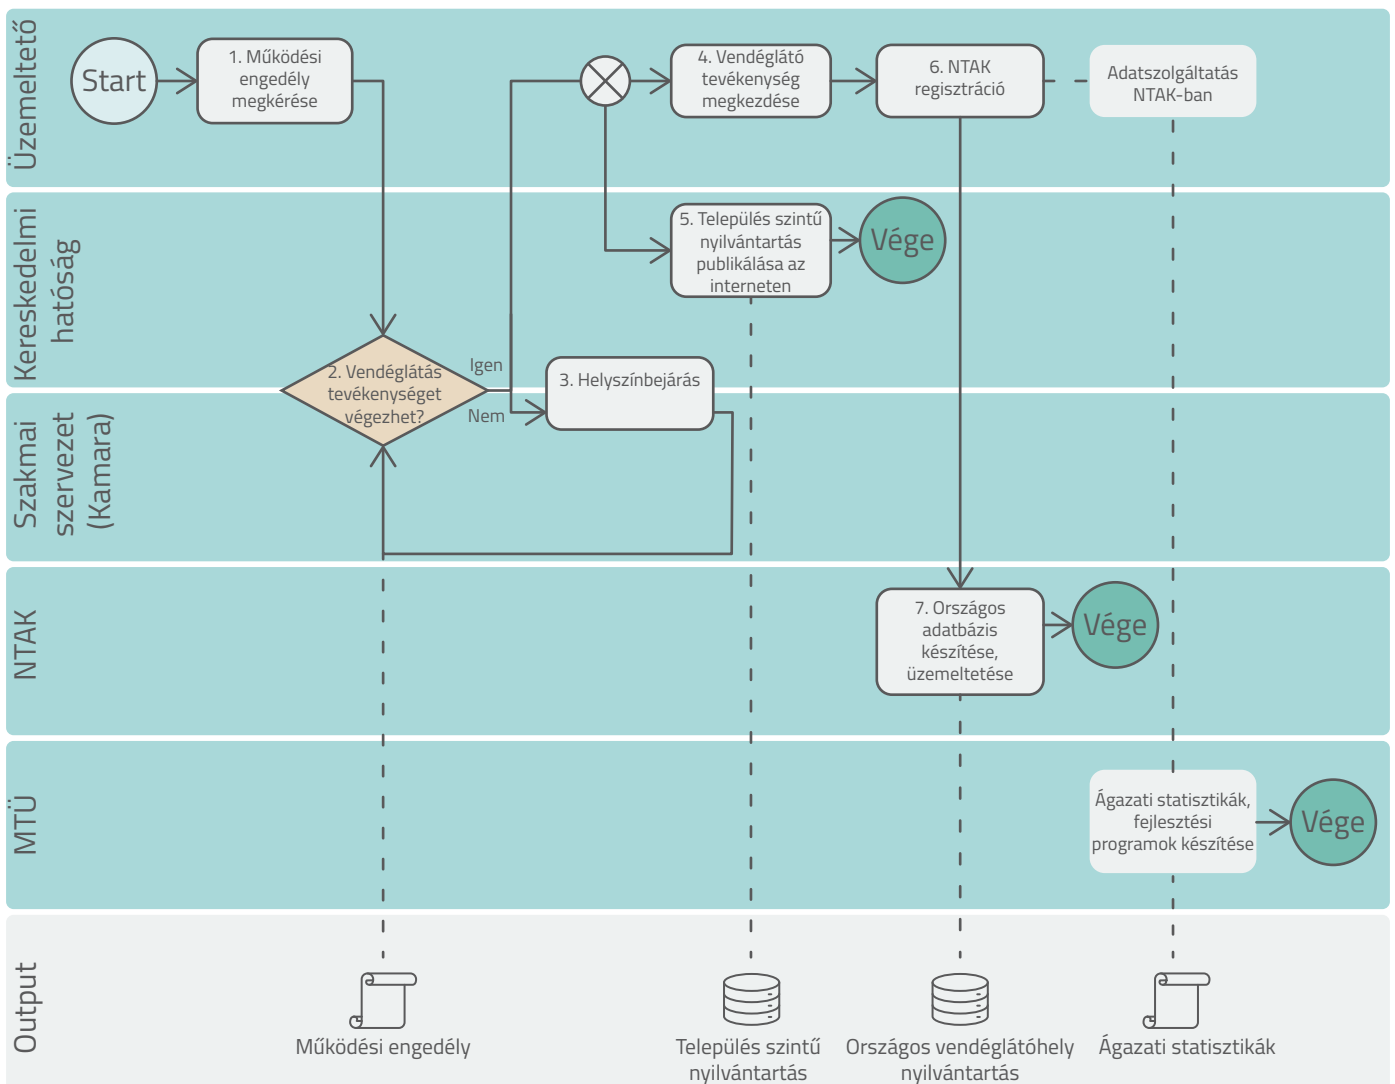 Üzemeltető
Start
1. Működési
engedély
megkérése
4. Vendéglátó
tevékenység
megkezdése
6. NTAK
regisztráció
Adatszolgáltatás
NTAK-ban
Kereskedelmi
hatóság
5. Település szintű
nyilvántartás
publikálása az
interneten
Vége
2. Vendéglátás
tevékenységet
végezhet?
Igen
Nem
3. Helyszínbejárás
Szakmai
szervezet
(Kamara)
NTAK
7. Országos
adatbázis
készítése,
üzemeltetése
Vége
MTÜ
Ágazati statisztikák,
fejlesztési
programok készítése
Vége
Output
Működési engedély
Település szintű
nyilvántartás
Országos vendéglátóhely
nyilvántartás
Ágazati statisztikák